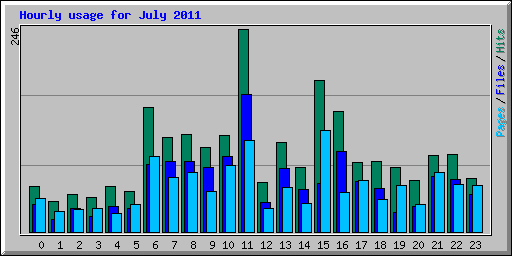 Hourly usage for July 2011
246
Pages / Files / Hits
0 1 2 3 4 5 6 7 8 9 10 11 12 13 14 15 16 17 18 19 20 21 22 23